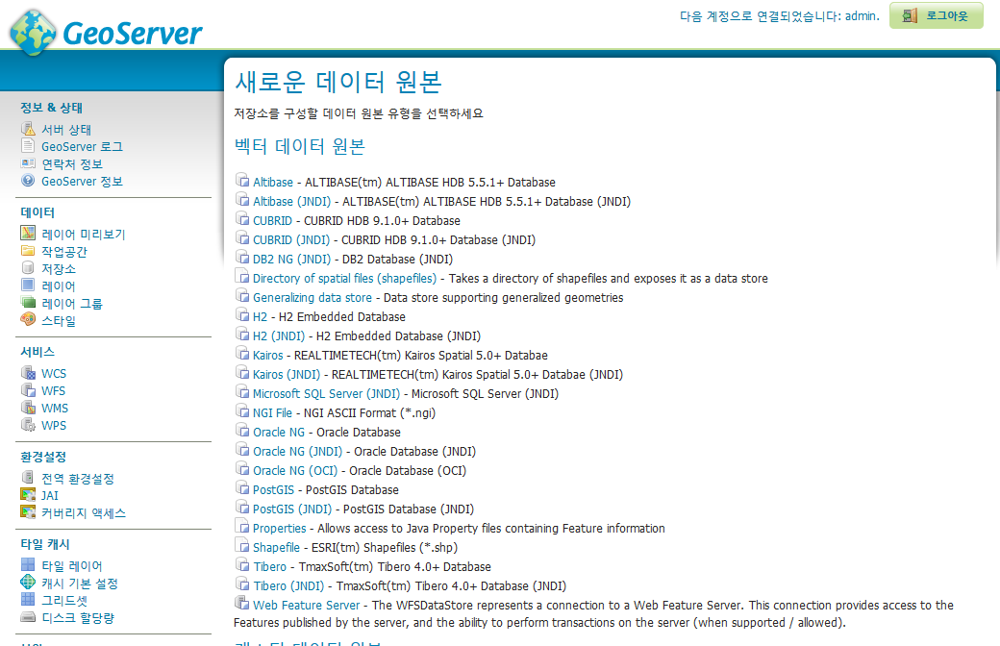 GeoServer
다음 계정으로 연결되었습니다: admin.
로그아웃
정보 & 상태
서버 상태
GeoServer 로그
연락처 정보
GeoServer 정보
데이터
레이어 미리보기
작업공간
저장소
레이어
레이어 그룹
스타일
서비스
WCS
WFS
WMS
WPS
환경설정
전역 환경설정
JAI
커버리지 액세스
타일 캐시
타일 레이어
캐시 기본 설정
그리드셋
디스크 할당량
새로운 데이터 원본
저장소를 구성할 데이터 원본 유형을 선택하세요
벡터 데이터 원본
Altibase - ALTIBASE(tm) ALTIBASE HDB 5.5.1+ Database
Altibase (JNDI) - ALTIBASE(tm) ALTIBASE HDB 5.5.1+ Database (JNDI)
CUBRID - CUBRID HDB 9.1.0+ Database
CUBRID (JNDI) - CUBRID HDB 9.1.0+ Database (JNDI)
DB2 NG (JNDI) - DB2 Database (JNDI)
Directory of spatial files (shapefiles) - Takes a directory of shapefiles and exposes it as a data store
Generalizing data store - Data store supporting generalized geometries
H2 - H2 Embedded Database
H2 (JNDI) - H2 Embedded Database (JNDI)
Kairos - REALTIMETECH(tm) Kairos Spatial 5.0+ Databae
Kairos (JNDI) - REALTIMETECH(tm) Kairos Spatial 5.0+ Databae (JNDI)
Microsoft SQL Server (JNDI) - Microsoft SQL Server (JNDI)
NGI File - NGI ASCII Format (*.ngi)
Oracle NG - Oracle Database
Oracle NG (JNDI) - Oracle Database (JNDI)
Oracle NG (OCI) - Oracle Database (OCI)
PostGIS - PostGIS Database
PostGIS (JNDI) - PostGIS Database (JNDI)
Properties - Allows access to Java Property files containing Feature information
Shapefile - ESRI(tm) Shapefiles (*.shp)
Tibero - TmaxSoft(tm) Tibero 4.0+ Database
Tibero (JNDI) - TmaxSoft(tm) Tibero 4.0+ Database (JNDI)
Web Feature Server - The WFSDataStore represents a connection to a Web Feature Server. This connection provides access to the
Features published by the server, and the ability to perform transactions on the server (when supported / allowed).